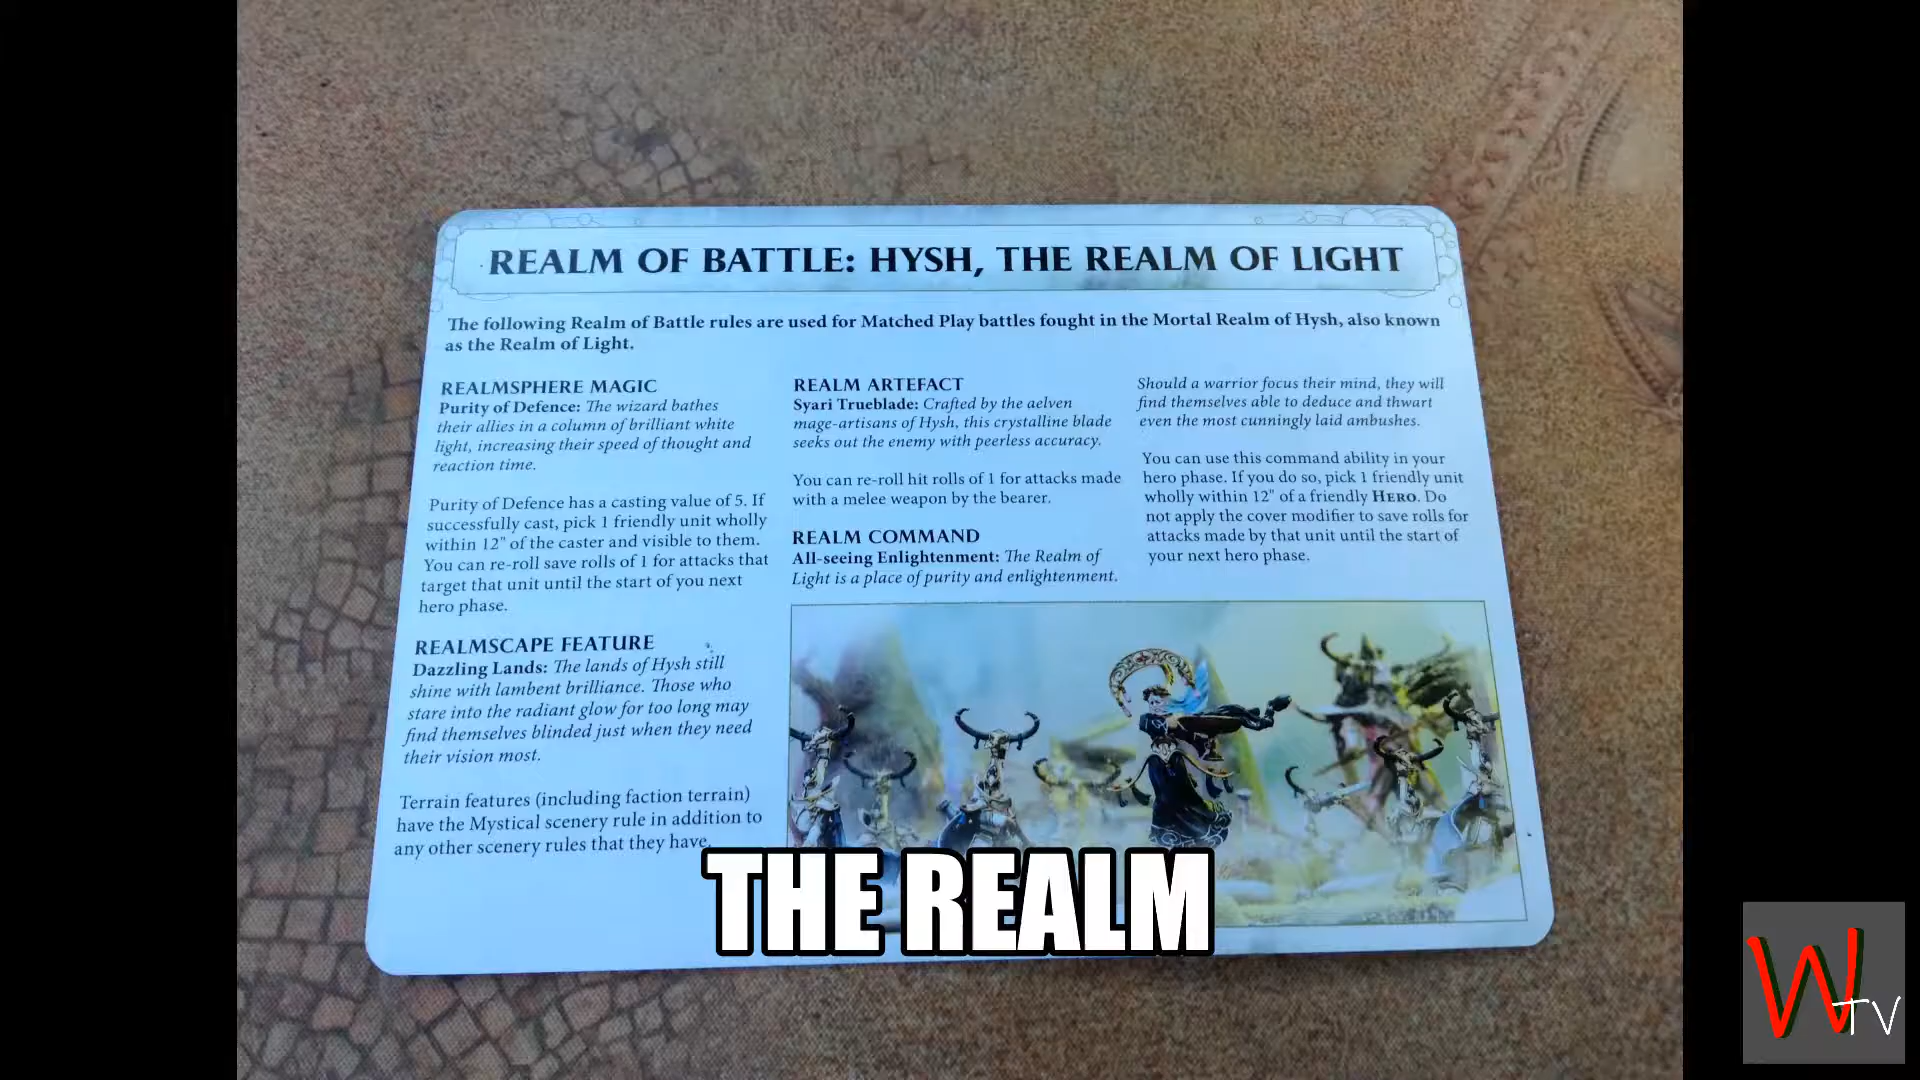 REALM OF BATTLE: HYSH, THE REALM OF LIGHT
The following Realm of Battle rules are used for Matched Play battles fought in the Mortal Realm of Hysh, also known
as the Realm of Light.
REALMSPHERE MAGIC
Purity of Defence: The wizard bathes
their allies in a column of brilliant white
light, increasing their speed of thought and
reaction time.
Purity of Defence has a casting value of 5. If
successfully cast, pick 1 friendly unit wholly
within 12" of the caster and visible to them.
You can re-roll save rolls of 1 for attacks that
target that unit until the start of you next
hero phase.
REALMSCAPE FEATURE
Dazzling Lands: The lands of Hysh still
shine with lambent brilliance. Those who
stare into the radiant glow for too long may
find themselves blinded just when they need
their vision most.
Terrain features (including faction terrain)
have the Mystical scenery rule in addition to
any other scenery rules that they have.
REALM ARTEFACT
Syari Trueblade: Crafted by the aelven
mage-artisans of Hysh, this crystalline blade
seeks out the enemy with peerless accuracy.
You can re-roll hit rolls of 1 for attacks made
with a melee weapon by the bearer.
REALM COMMAND
All-seeing Enlightenment: The Realm of
Light is a place of purity and enlightenment.
Should a warrior focus their mind, they will
find themselves able to deduce and thwart
even the most cunningly laid ambushes.
You can use this command ability in your
hero phase. If you do so, pick 1 friendly unit
wholly within 12" of a friendly HERO. Do
not apply the cover modifier to save rolls for
attacks made by that unit until the start of
your next hero phase.
THE REALM
WTV